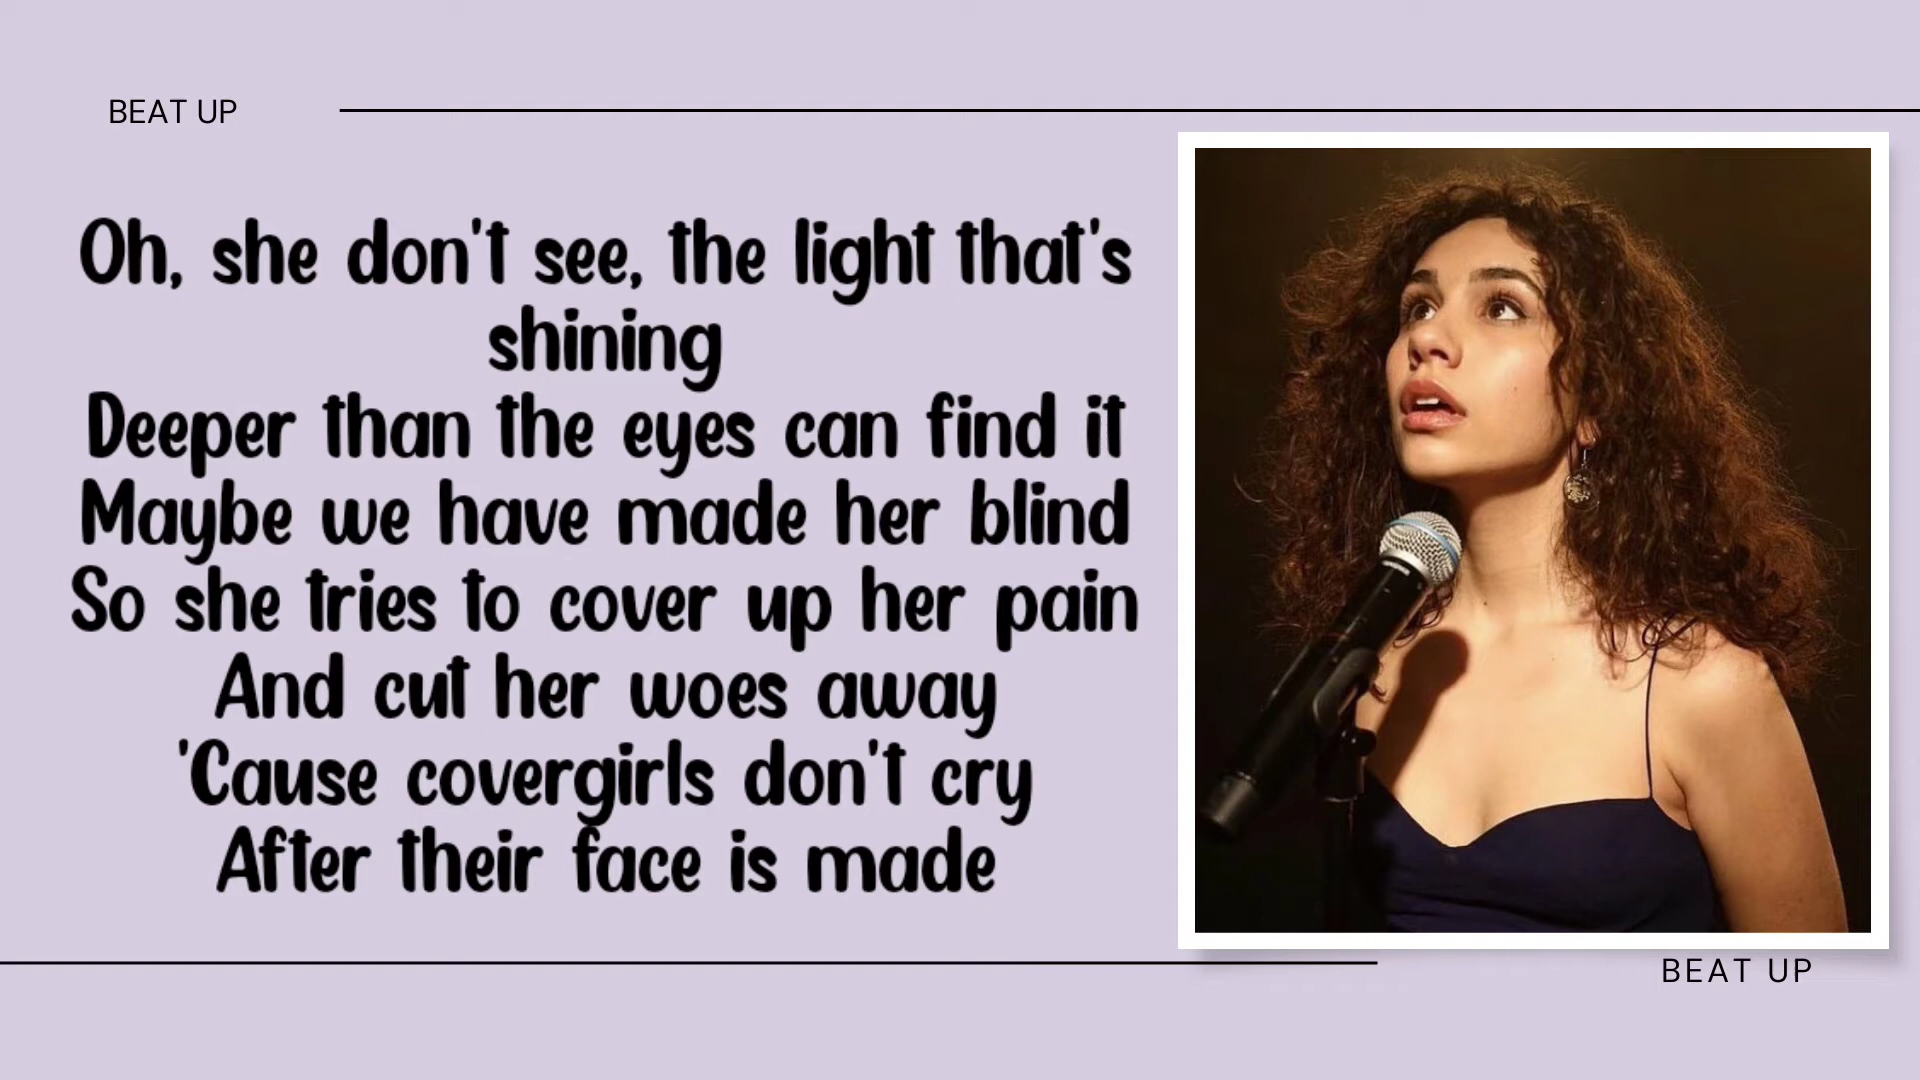 BEAT UP
Oh, she don't see, the light that's
shining
Deeper than the eyes can find it
Maybe we have made her blind
So she tries to cover up her pain
And cut her woes away
'Cause covergirls don't cry
After their face is made
BEAT UP